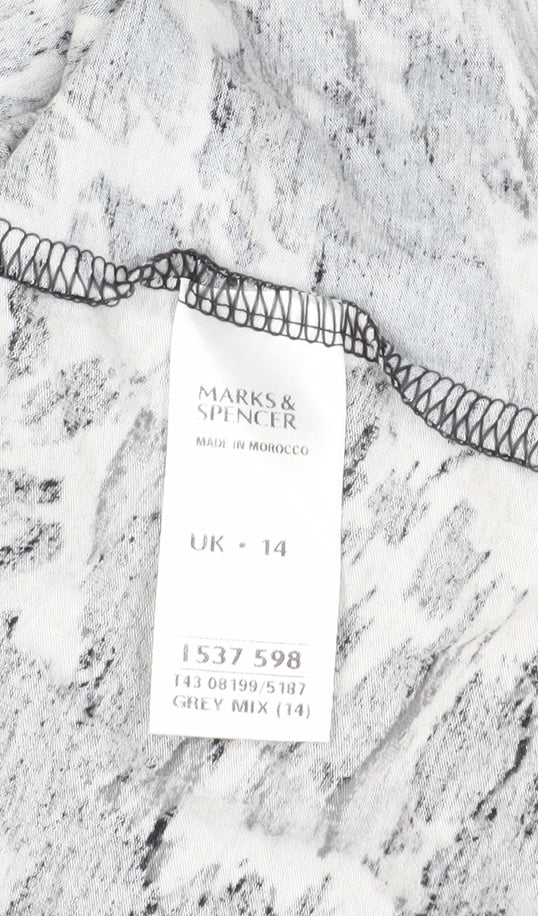 MARKS &
SPENCER
MADE IN MOROCCO
UK • 14
1537 598
T43 08199/5187
GREY MIX (14)